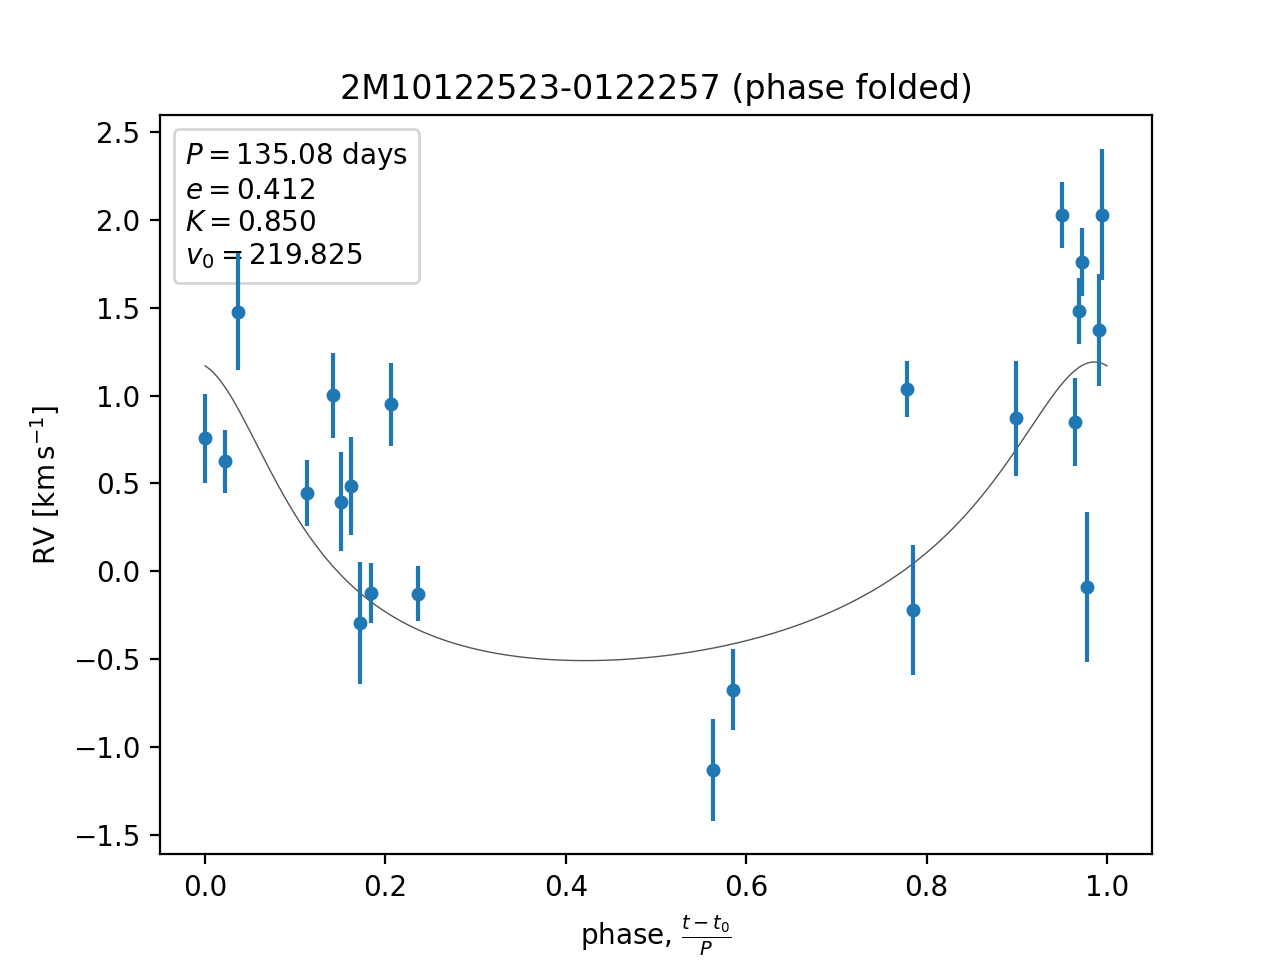 2M10122523-0122257 (phase folded)
P = 135.08 days
e = 0.412
K = 0.850
v₀ = 219.825
RV [km s⁻¹]
2.5
2.0
1.5
1.0
0.5
0.0
−0.5
−1.0
−1.5
0.0 0.2 0.4 0.6 0.8 1.0
phase, (t − t₀)/P